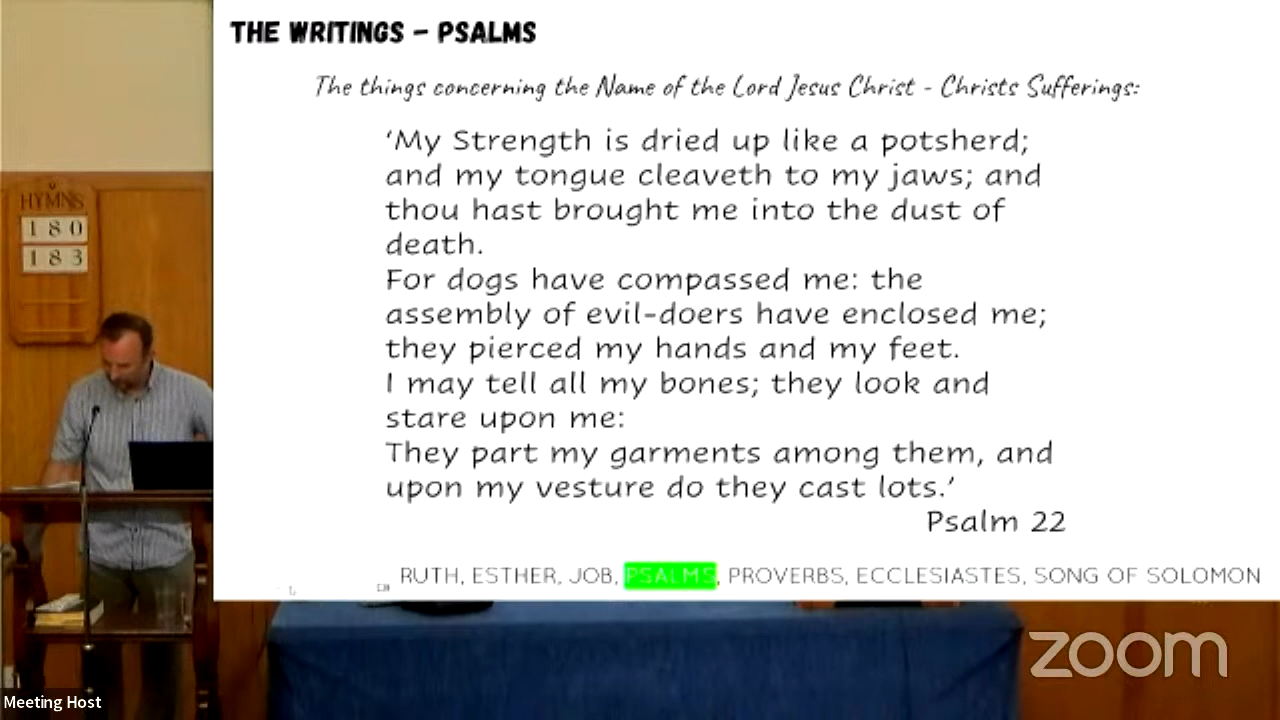 THE WRITINGS – PSALMS
The things concerning the Name of the Lord Jesus Christ - Christs Sufferings:
‘My Strength is dried up like a potsherd;
and my tongue cleaveth to my jaws; and
thou hast brought me into the dust of
death.
For dogs have compassed me: the
assembly of evil-doers have enclosed me;
they pierced my hands and my feet.
I may tell all my bones; they look and
stare upon me:
They part my garments among them, and
upon my vesture do they cast lots.’
Psalm 22
RUTH, ESTHER, JOB, PSALMS, PROVERBS, ECCLESIASTES, SONG OF SOLOMON
HYMNS
180
183
zoom
Meeting Host